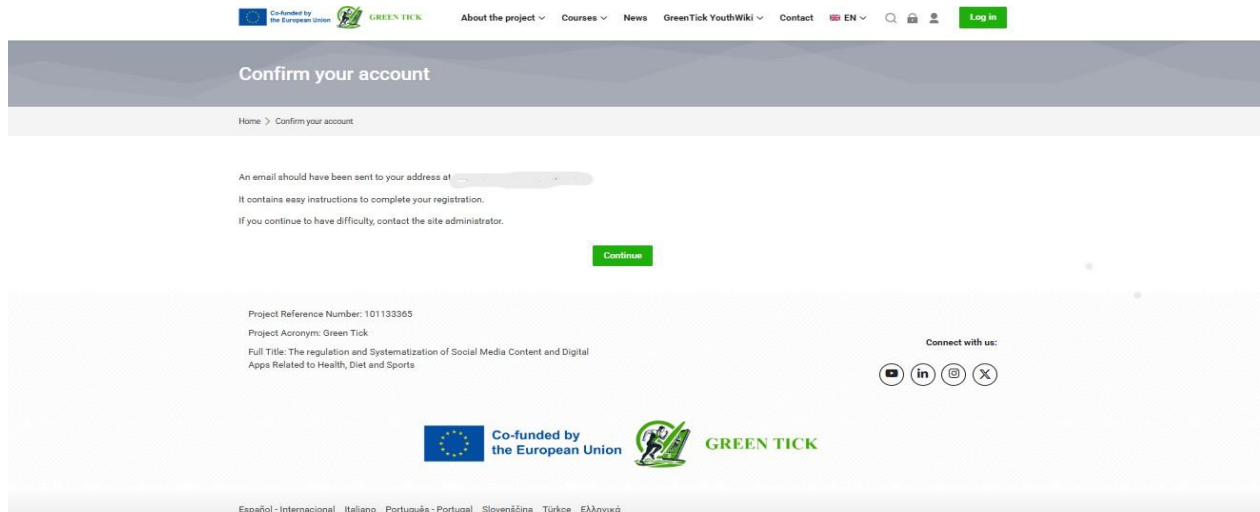 Co-funded by
the European Union
GREEN TICK
About the project Courses News GreenTick YouthWiki Contact EN Log in
Confirm your account
Home > Confirm your account
An email should have been sent to your address at
It contains easy instructions to complete your registration.
If you continue to have difficulty, contact the site administrator.
Continue
Project Reference Number: 101133365
Project Acronym: Green Tick
Full Title: The regulation and Systematization of Social Media Content and Digital
Apps Related to Health, Diet and Sports
Connect with us:
Co-funded by
the European Union
GREEN TICK
Español - Internacional Italiano Português - Portugal Slovenščina Türkçe Ελληνικά